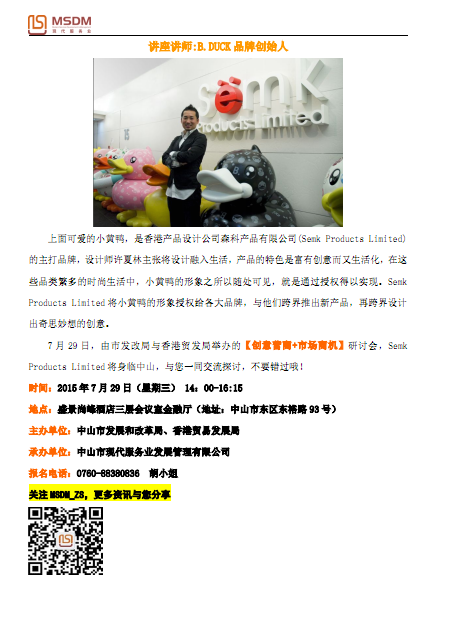 MSDM
现代服务业
讲座讲师:B.DUCK 品牌创始人
Semk
Products Limited
上面可爱的小黄鸭，是香港产品设计公司森科产品有限公司(Semk Products Limited)
的主打品牌，设计师许夏林主张将设计融入生活，产品的特色是富有创意而又生活化，在这
些品类繁多的时尚生活中，小黄鸭的形象之所以随处可见，就是通过授权得以实现。Semk
Products Limited 将小黄鸭的形象授权给各大品牌，与他们跨界推出新产品，再跨界设计
出奇思妙想的创意。
7 月 29 日，由市发改局与香港贸发局举办的【创意营商+市场商机】研讨会，Semk
Products Limited 将身临中山，与您一同交流探讨，不要错过哦！
时间：2015 年 7 月 29 日（星期三） 14：00-16:15
地点：盛景尚峰酒店三层会议室金融厅（地址：中山市东区东裕路 93 号）
主办单位：中山市发展和改革局、香港贸易发展局
承办单位：中山市现代服务业发展管理有限公司
报名电话：0760-88380836 胡小姐
关注 MSDM_ZS，更多资讯与您分享